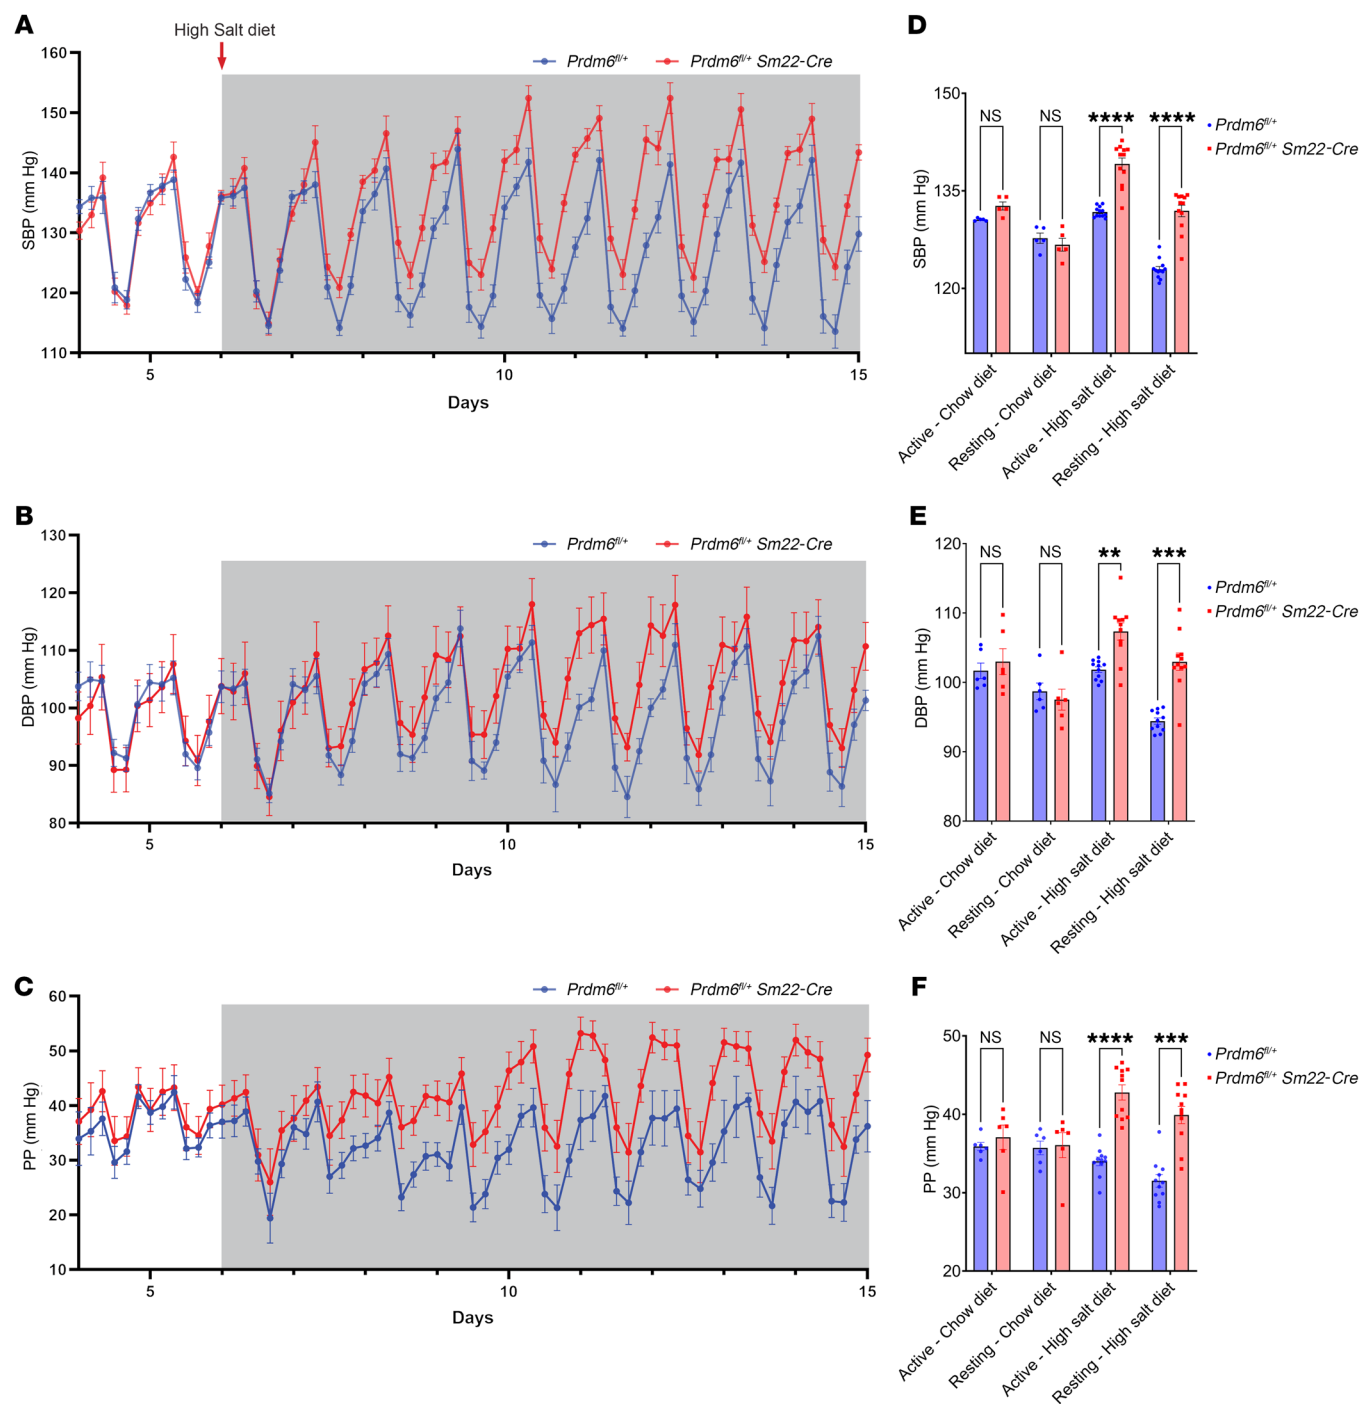 A
High Salt diet
Prdm6fl/+
Prdm6fl/+ Sm22-Cre
SBP (mm Hg)
160
150
140
130
120
110
5
10
15
Days
D
SBP (mm Hg)
150
135
120
NS
NS
****
****
Prdm6fl/+
Prdm6fl/+ Sm22-Cre
Active - Chow diet
Resting - Chow diet
Active - High salt diet
Resting - High salt diet
B
Prdm6fl/+
Prdm6fl/+ Sm22-Cre
DBP (mm Hg)
130
120
110
100
90
80
5
10
15
Days
E
DBP (mm Hg)
120
110
100
90
80
NS
NS
**
***
Prdm6fl/+
Prdm6fl/+ Sm22-Cre
Active - Chow diet
Resting - Chow diet
Active - High salt diet
Resting - High salt diet
C
Prdm6fl/+
Prdm6fl/+ Sm22-Cre
PP (mm Hg)
60
50
40
30
20
10
5
10
15
Days
F
PP (mm Hg)
50
40
30
20
NS
NS
****
***
Prdm6fl/+
Prdm6fl/+ Sm22-Cre
Active - Chow diet
Resting - Chow diet
Active - High salt diet
Resting - High salt diet